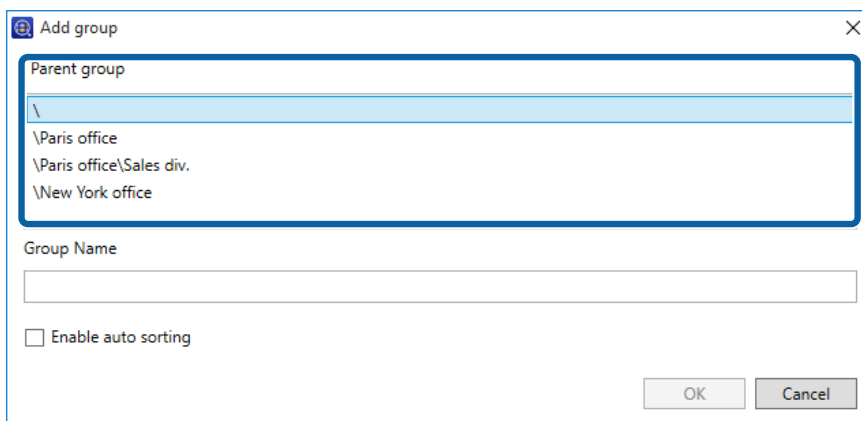 Add group
Parent group
\
\Paris office
\Paris office\Sales div.
\New York office
Group Name
Enable auto sorting
OK
Cancel